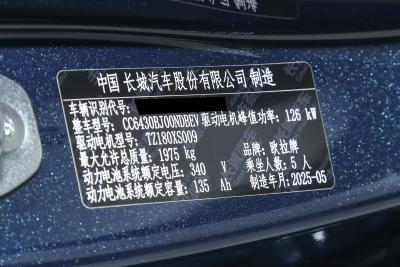 中国 长城汽车股份有限公司 制造
车辆识别代号:
整车型号: CC6430BJ00NDBEV 驱动电机峰值功率: 126 kW
驱动电机型号: TZ180XS009
最大允许总质量: 1975 kg 品牌: 欧拉牌
动力电池系统额定电压: 340 V 乘坐人数: 5 人
动力电池系统额定容量: 135 Ah 制造年月: 2025-05